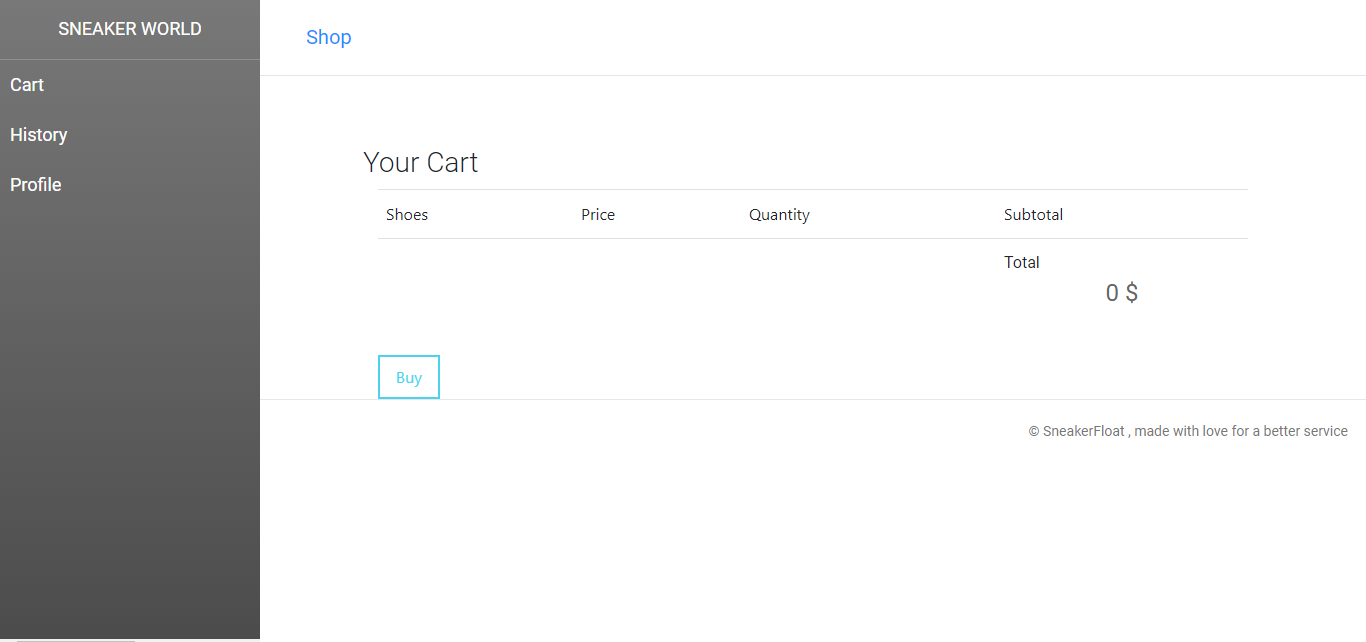 SNEAKER WORLD
Cart
History
Profile
Shop
Your Cart
Shoes Price Quantity Subtotal
Total
0 $
Buy
© SneakerFloat , made with love for a better service